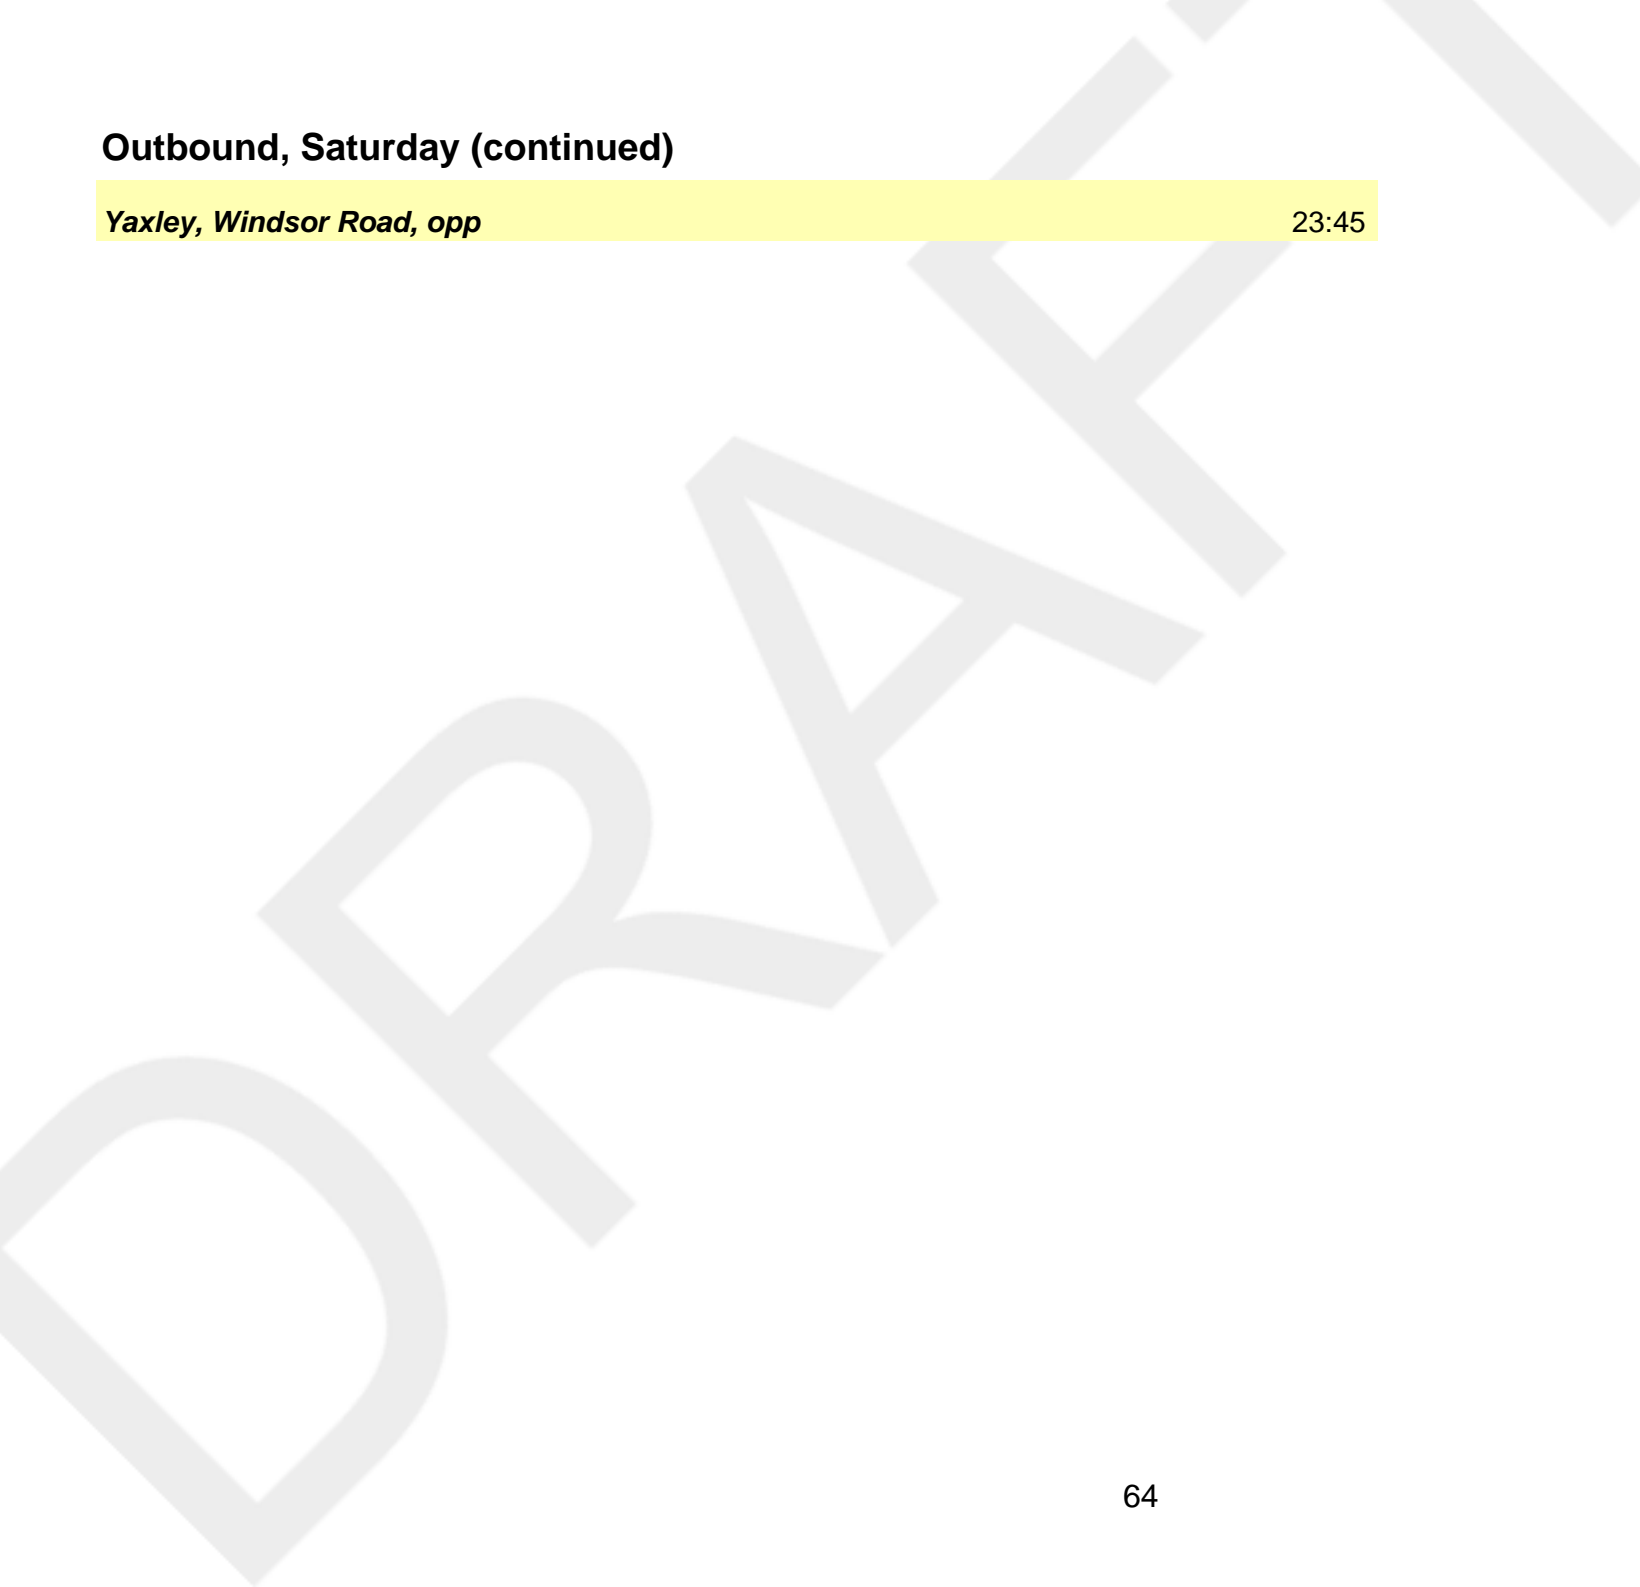 Outbound, Saturday (continued)
Yaxley, Windsor Road, opp 23:45
DRAFT
64